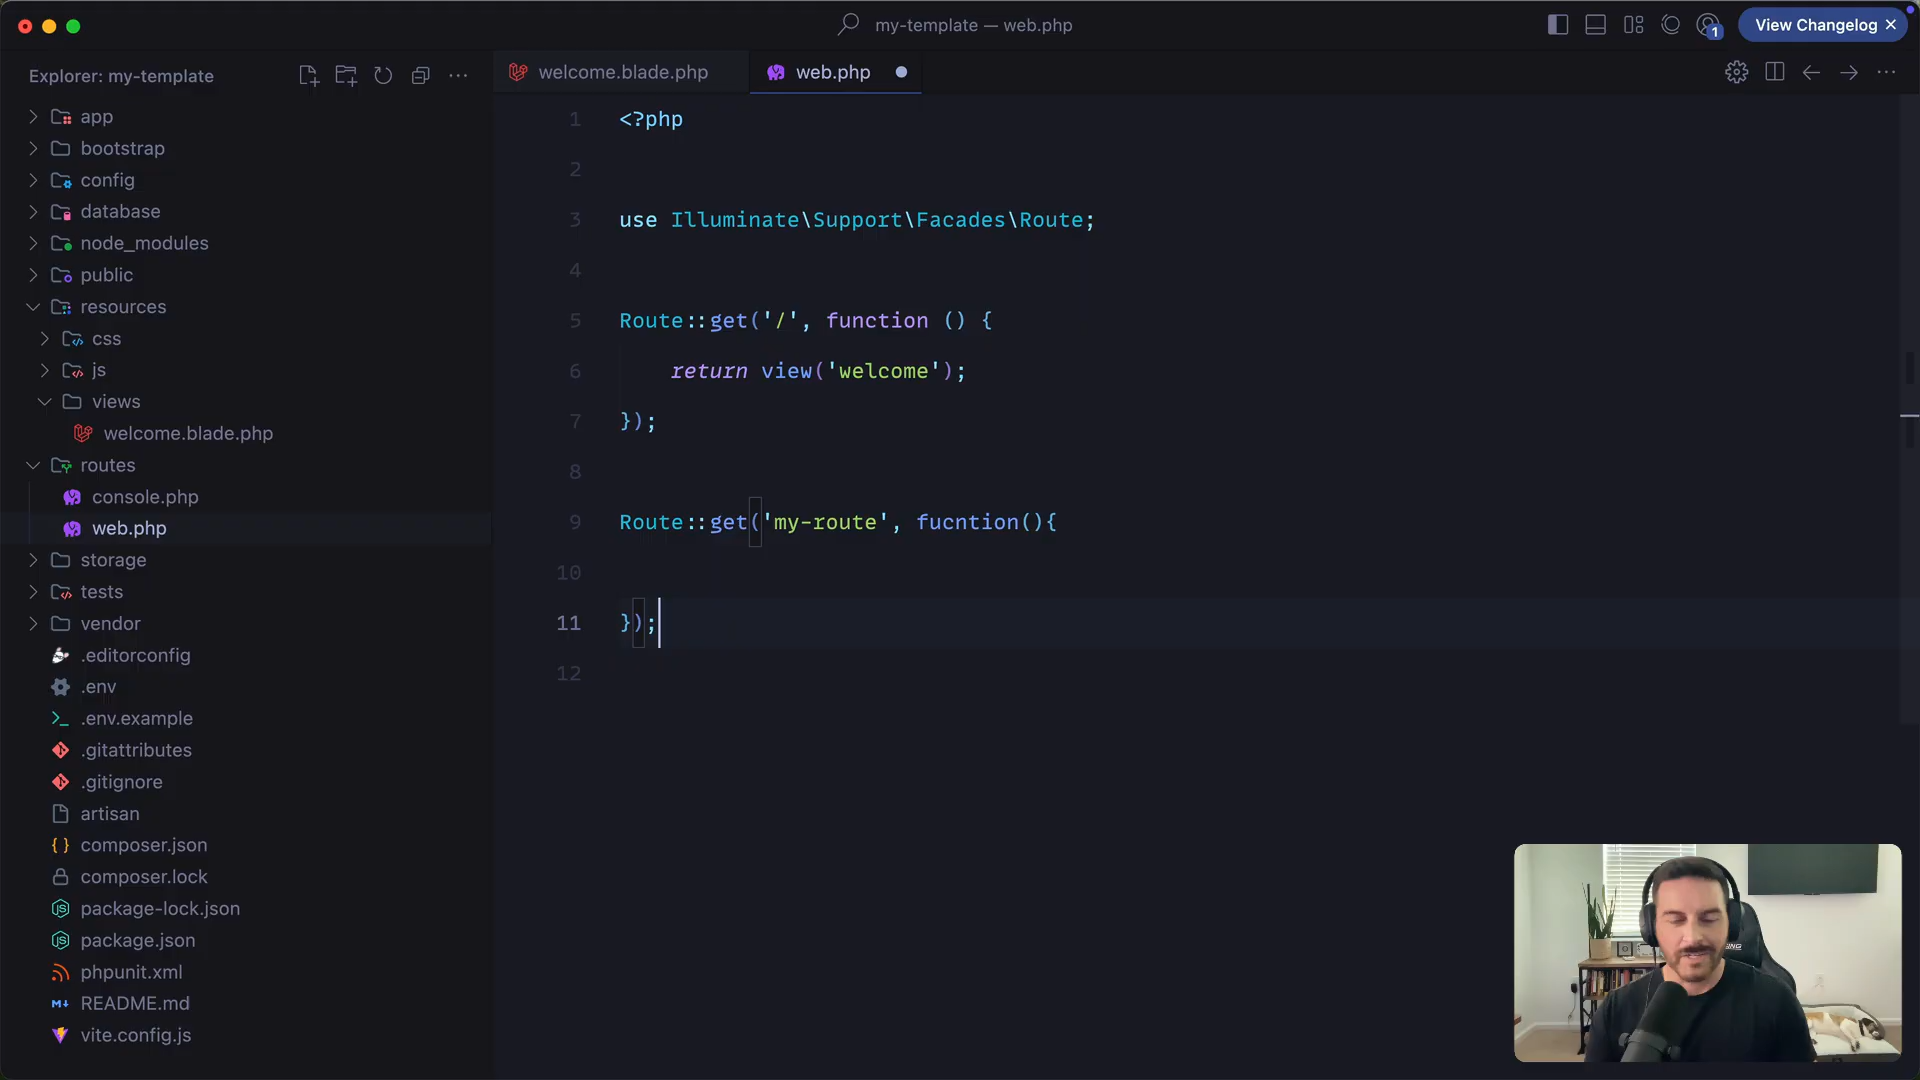 my-template — web.php
1
View Changelog ×
Explorer: my-template
welcome.blade.php
web.php
app
bootstrap
config
database
node_modules
public
resources
css
js
views
welcome.blade.php
routes
console.php
web.php
storage
tests
vendor
.editorconfig
.env
.env.example
.gitattributes
.gitignore
artisan
composer.json
composer.lock
package-lock.json
package.json
phpunit.xml
README.md
vite.config.js
1 <?php
2
3 use Illuminate\Support\Facades\Route;
4
5 Route::get('/', function () {
6 return view('welcome');
7 });
8
9 Route::get('my-route', fucntion(){
10
11 });
12